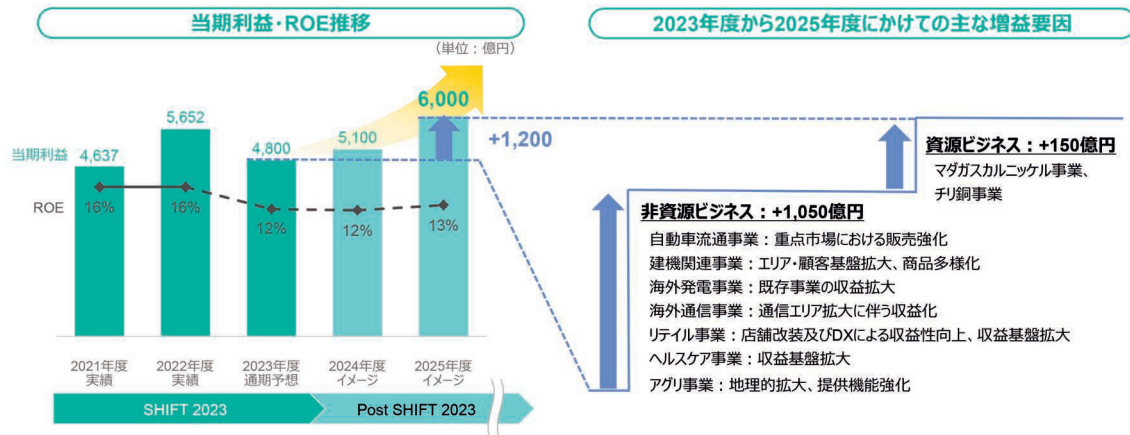 当期利益・ROE推移
(単位：億円)
6,000
5,652
+1,200
5,100
4,800
当期利益
4,637
ROE
16%
16%
12%
12%
13%
2021年度
実績
2022年度
実績
2023年度
通期予想
2024年度
イメージ
2025年度
イメージ
SHIFT 2023
Post SHIFT 2023
2023年度から2025年度にかけての主な増益要因
資源ビジネス：+150億円
マダガスカルニッケル事業、
チリ銅事業
非資源ビジネス：+1,050億円
自動車流通事業：重点市場における販売強化
建機関連事業：エリア・顧客基盤拡大、商品多様化
海外発電事業：既存事業の収益拡大
海外通信事業：通信エリア拡大に伴う収益化
リテイル事業：店舗改装及びDXによる収益性向上、収益基盤拡大
ヘルスケア事業：収益基盤拡大
アグリ事業：地理的拡大、提供機能強化